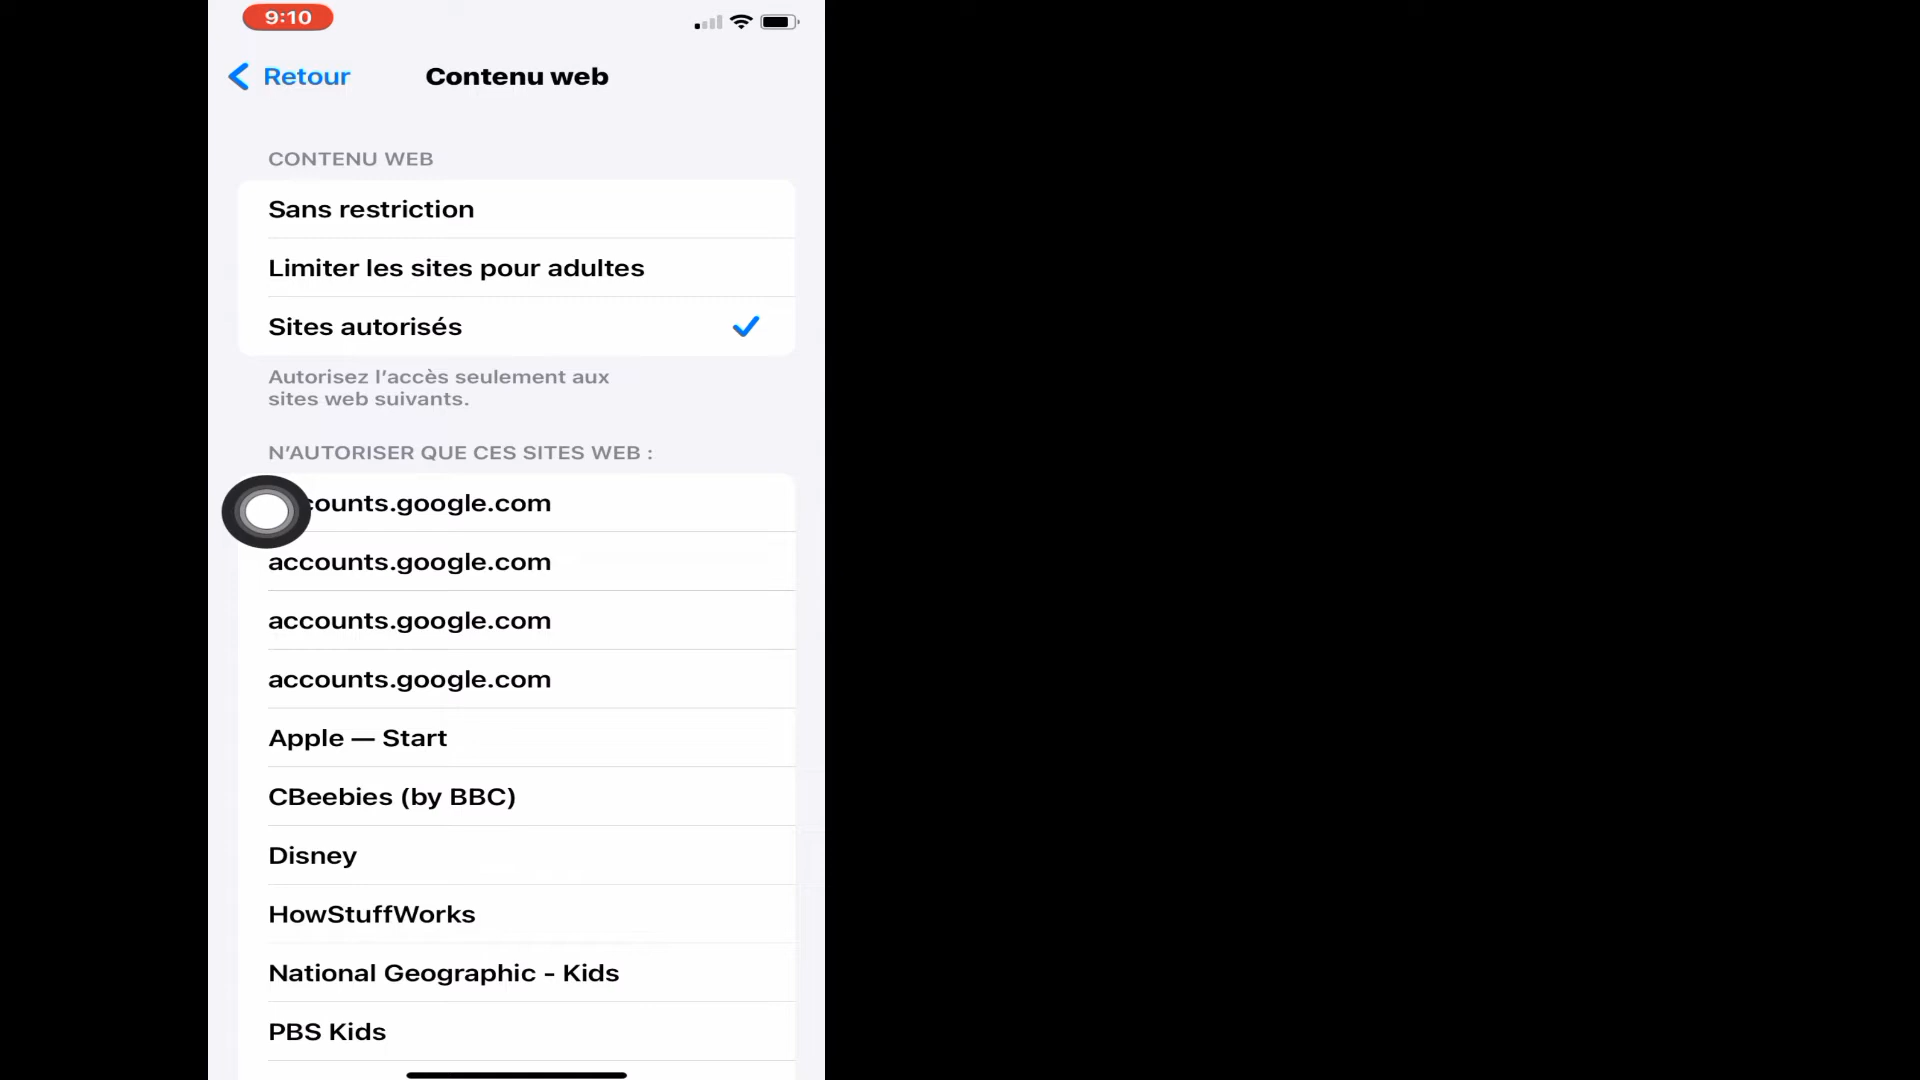 9:10
Retour
Contenu web
CONTENU WEB
Sans restriction
Limiter les sites pour adultes
Sites autorisés
Autorisez l’accès seulement aux
sites web suivants.
N’AUTORISER QUE CES SITES WEB :
counts.google.com
accounts.google.com
accounts.google.com
accounts.google.com
Apple — Start
CBeebies (by BBC)
Disney
HowStuffWorks
National Geographic - Kids
PBS Kids